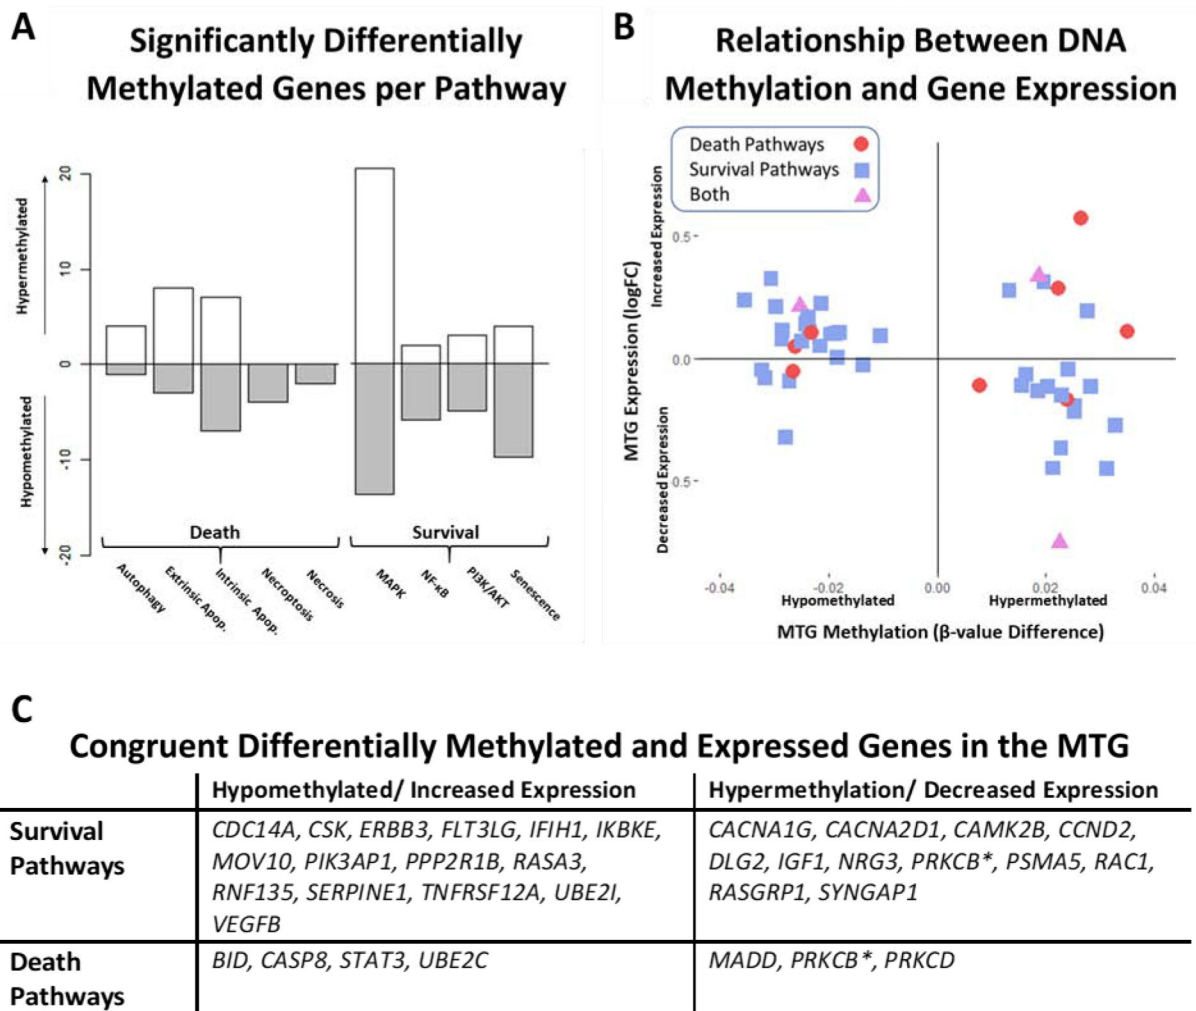 A
Significantly Differentially
Methylated Genes per Pathway
Hypermethylated
Hypomethylated
20
10
0
-10
-20
Death
Survival
Autophagy
Extrinsic Apop.
Intrinsic Apop.
Necroptosis
Necrosis
MAPK
NF-κB
PI3K/AKT
Senescence
B
Relationship Between DNA
Methylation and Gene Expression
Death Pathways
Survival Pathways
Both
MTG Expression (logFC)
Increased Expression
Decreased Expression
0.5
0.0
0.5
-0.04
-0.02
0.00
0.02
0.04
Hypomethylated
Hypermethylated
MTG Methylation (β-value Difference)
C
Congruent Differentially Methylated and Expressed Genes in the MTG
Hypomethylated/ Increased Expression
Hypermethylation/ Decreased Expression
Survival
Pathways
CDC14A, CSK, ERBB3, FLT3LG, IFIH1, IKBKE,
MOV10, PIK3AP1, PPP2R1B, RASA3,
RNF135, SERPINE1, TNFRSF12A, UBE2I,
VEGFB
CACNA1G, CACNA2D1, CAMK2B, CCND2,
DLG2, IGF1, NRG3, PRKCB*, PSMA5, RAC1,
RASGRP1, SYNGAP1
Death
Pathways
BID, CASP8, STAT3, UBE2C
MADD, PRKCB*, PRKCD